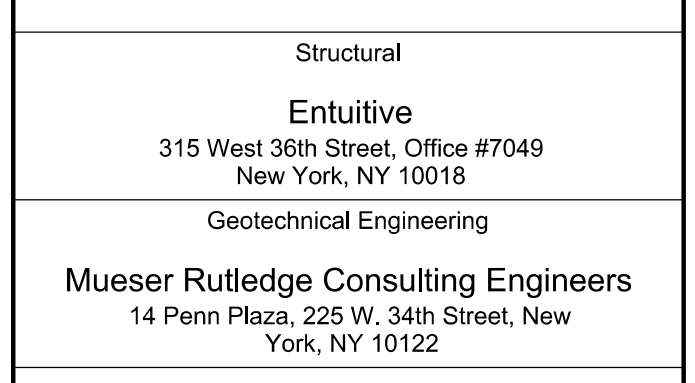 Structural
Entuitive
315 West 36th Street, Office #7049
New York, NY 10018
Geotechnical Engineering
Mueser Rutledge Consulting Engineers
14 Penn Plaza, 225 W. 34th Street, New
York, NY 10122